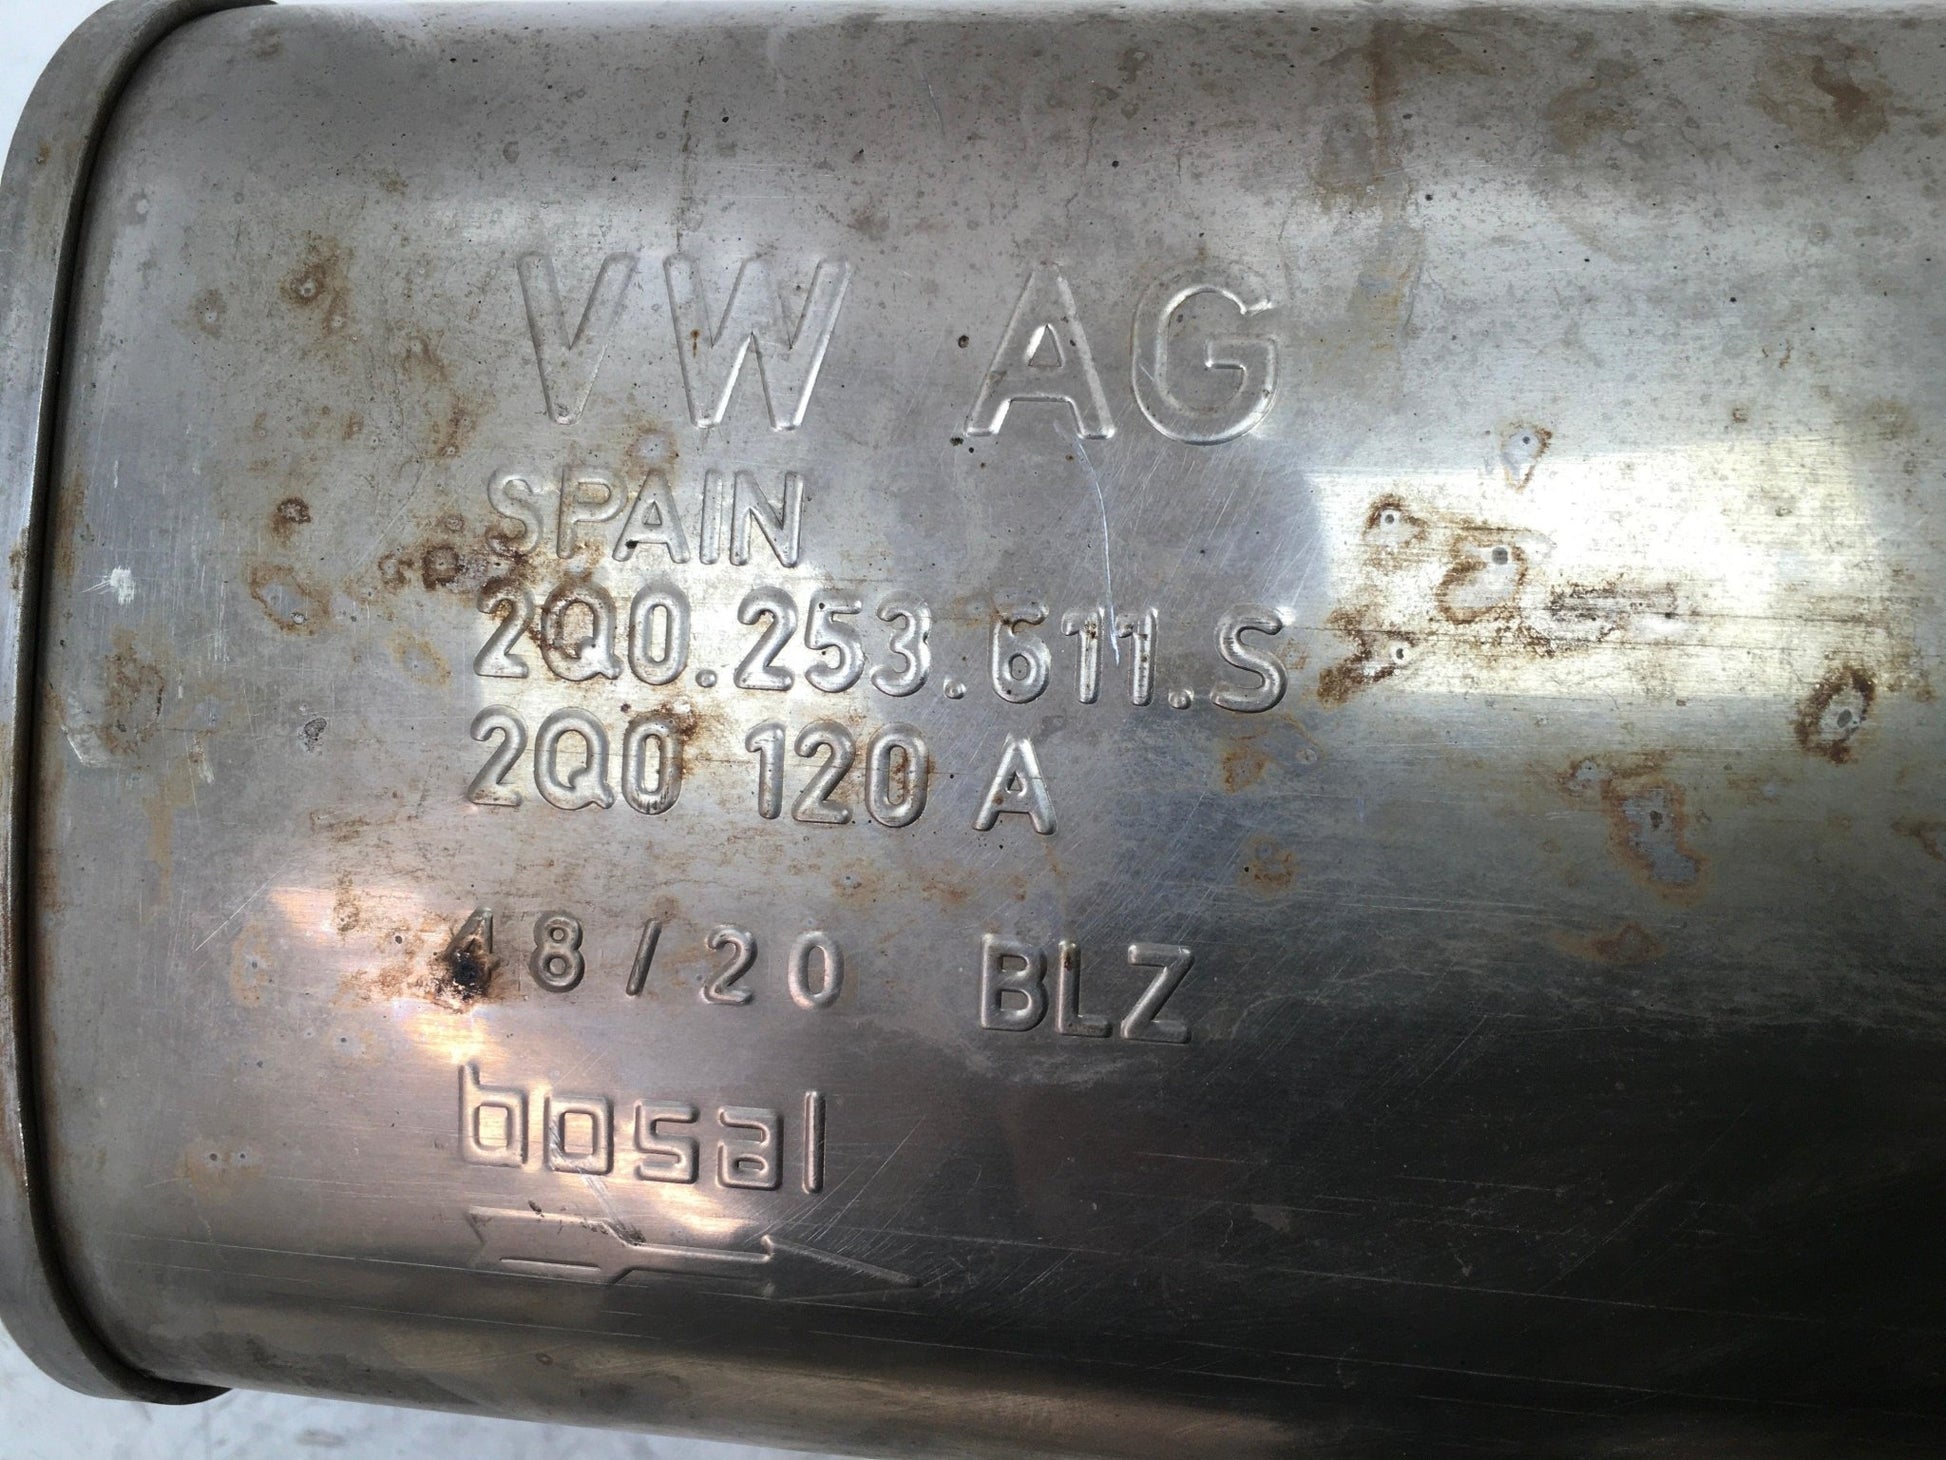 VW AG
SPAIN
2Q0.253.611.S
2Q0 120 A
48/20 BLZ
bosal